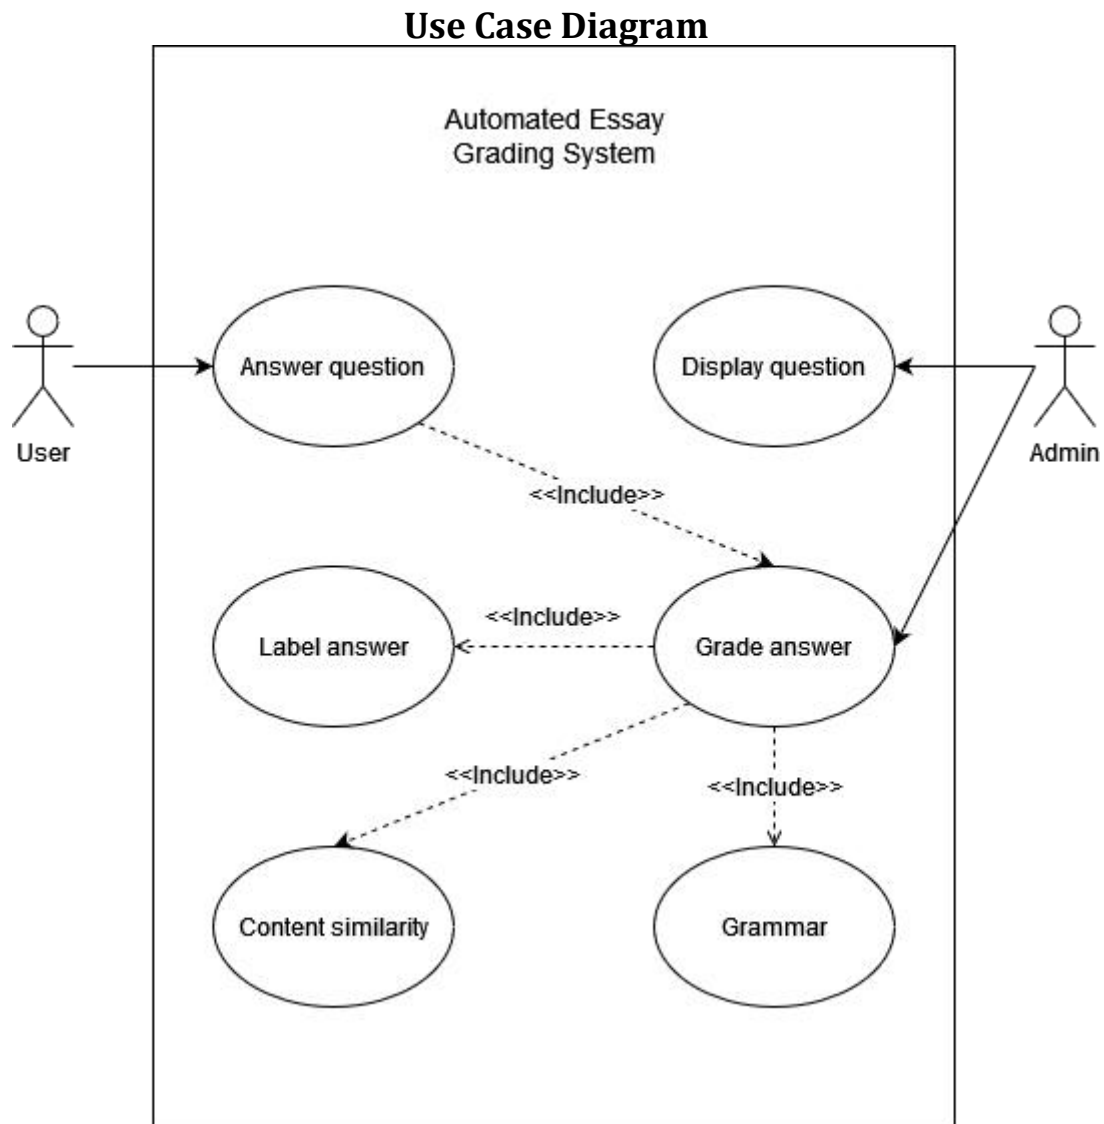 Use Case Diagram
Automated Essay
Grading System
Answer question
Display question
User
Admin
<<Include>>
<<Include>>
Label answer
Grade answer
<<Include>>
<<Include>>
Content similarity
Grammar